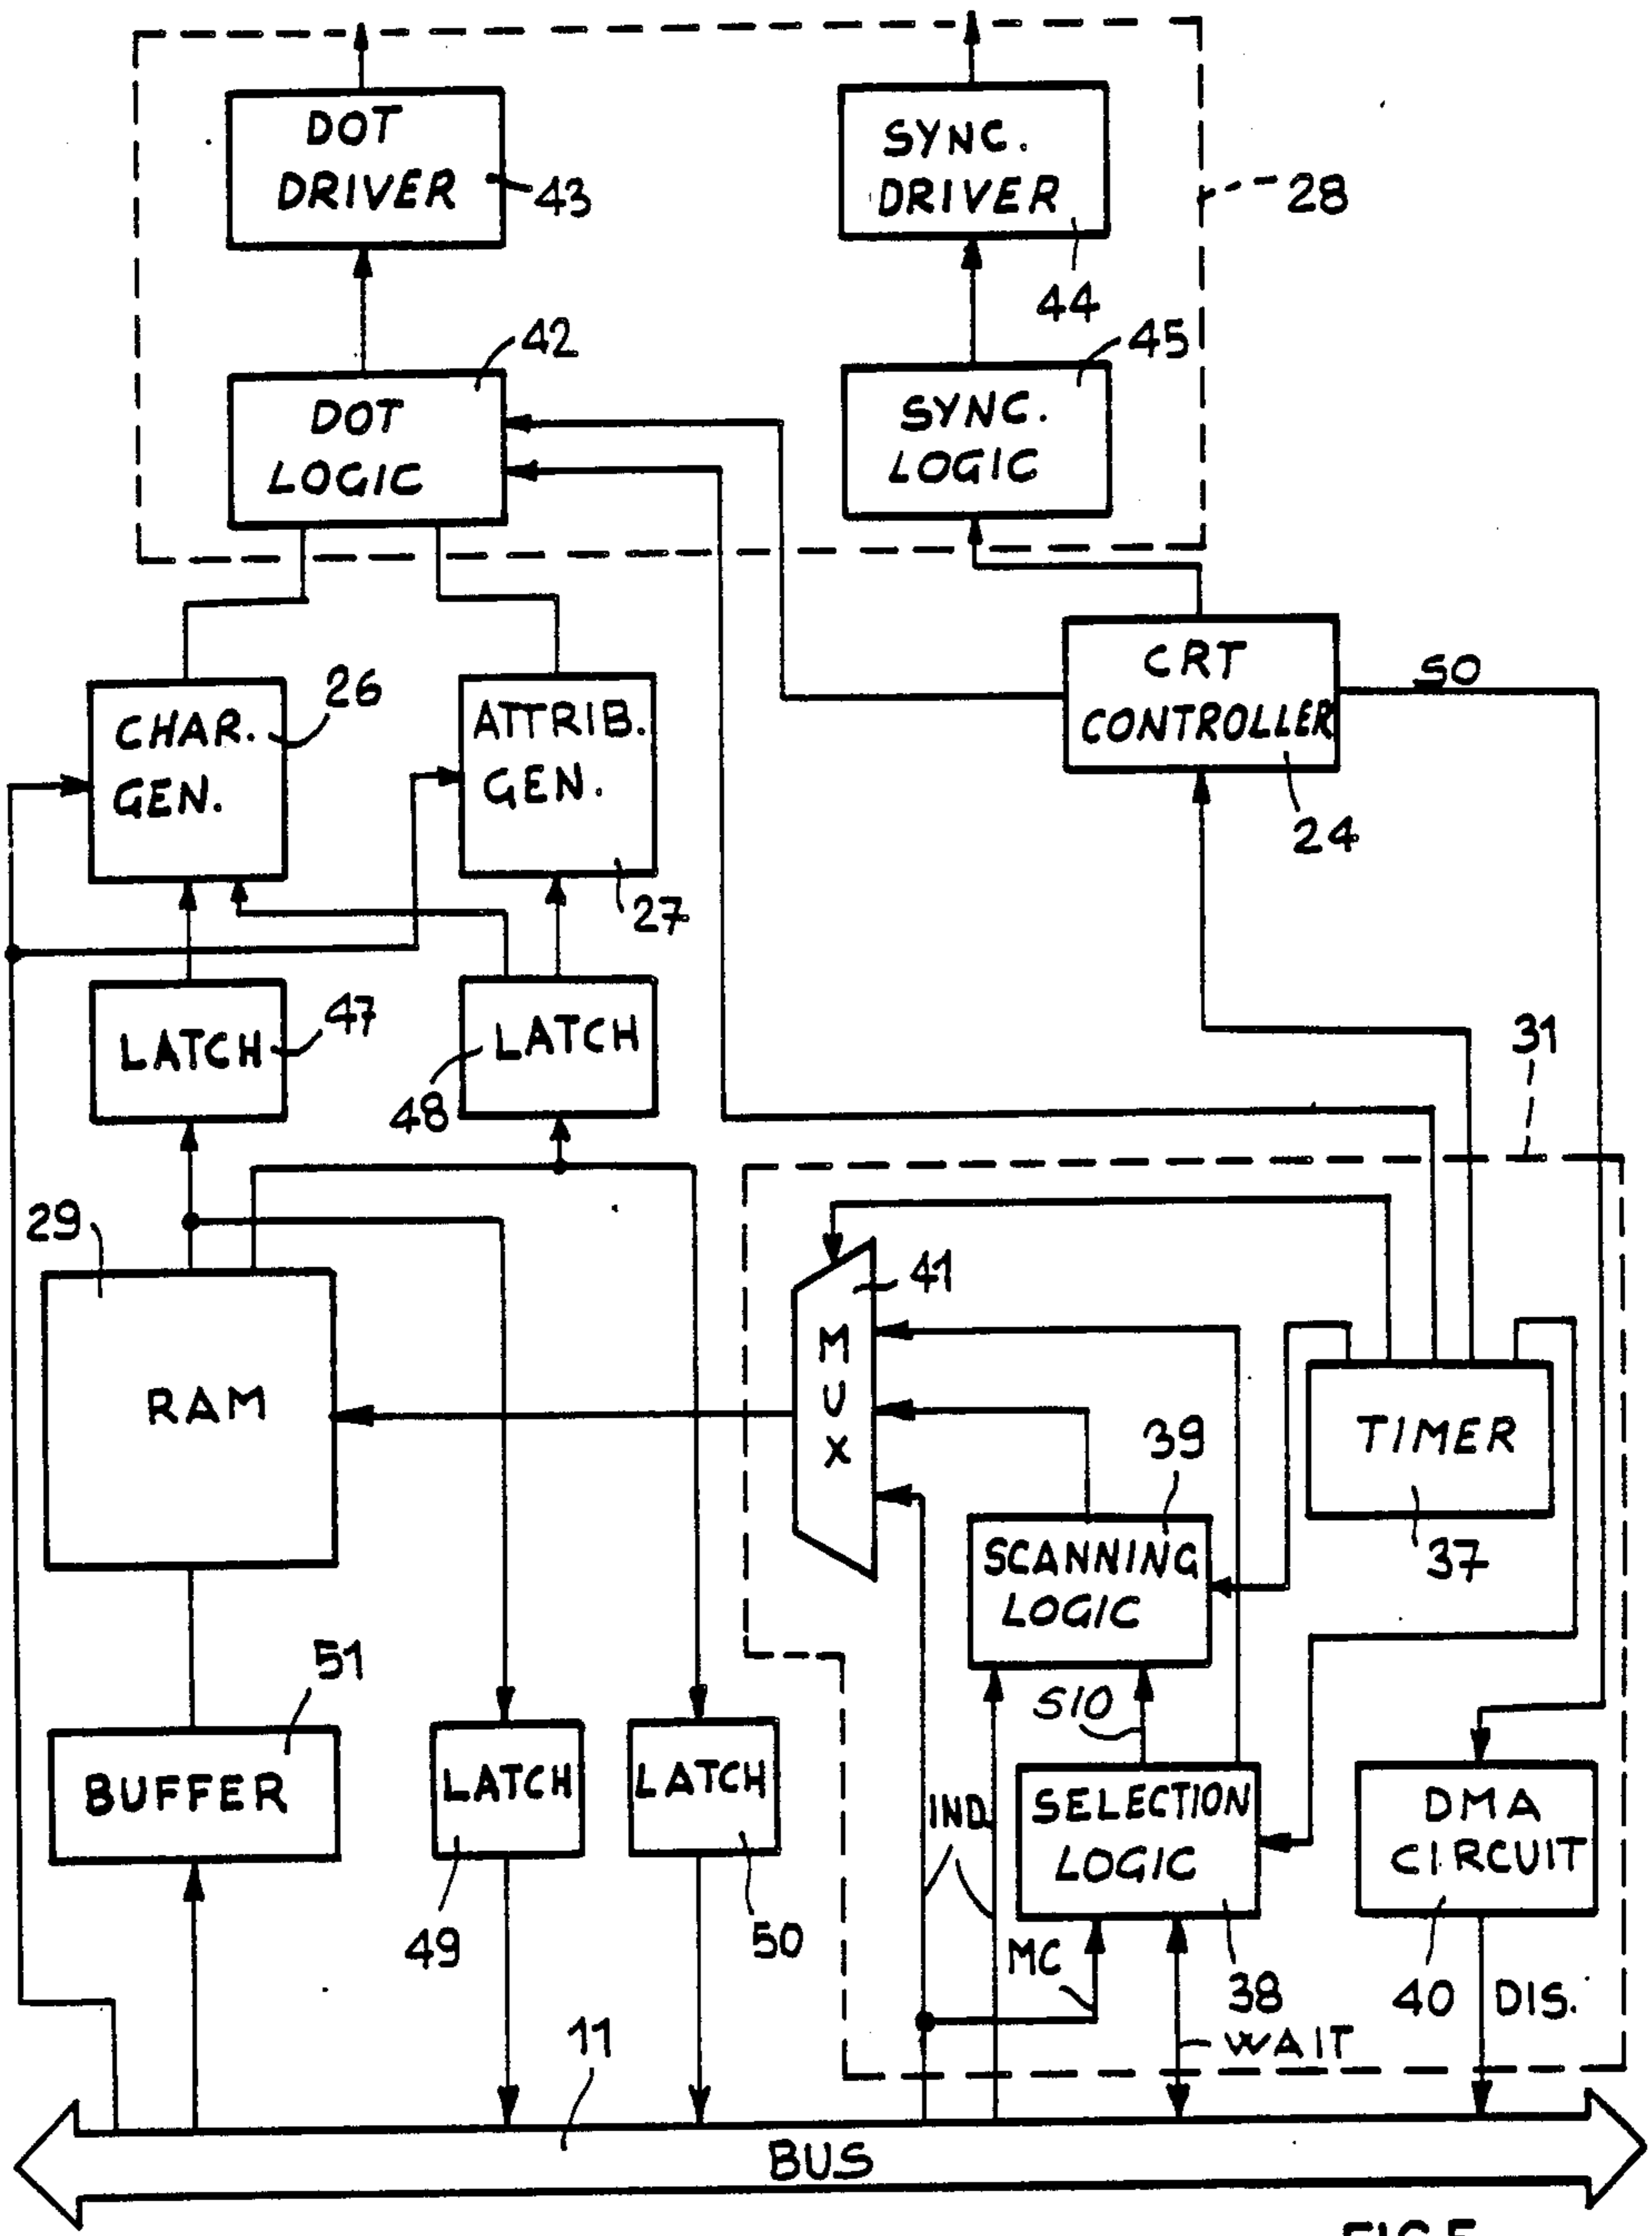 DOT
DRIVER
43
SYNC.
DRIVER
44
28
42
DOT
LOGIC
45
SYNC.
LOGIC
CRT
CONTROLLER
24
SO
26
CHAR.
GEN.
ATTRIB.
GEN.
27
LATCH
47
48
LATCH
31
29
RAM
41
MUX
39
SCANNING
LOGIC
TIMER
37
51
BUFFER
LATCH
49
LATCH
50
S10
IND.
SELECTION
LOGIC
38
MC
WAIT
DMA
CIRCUIT
40
DIS.
11
BUS